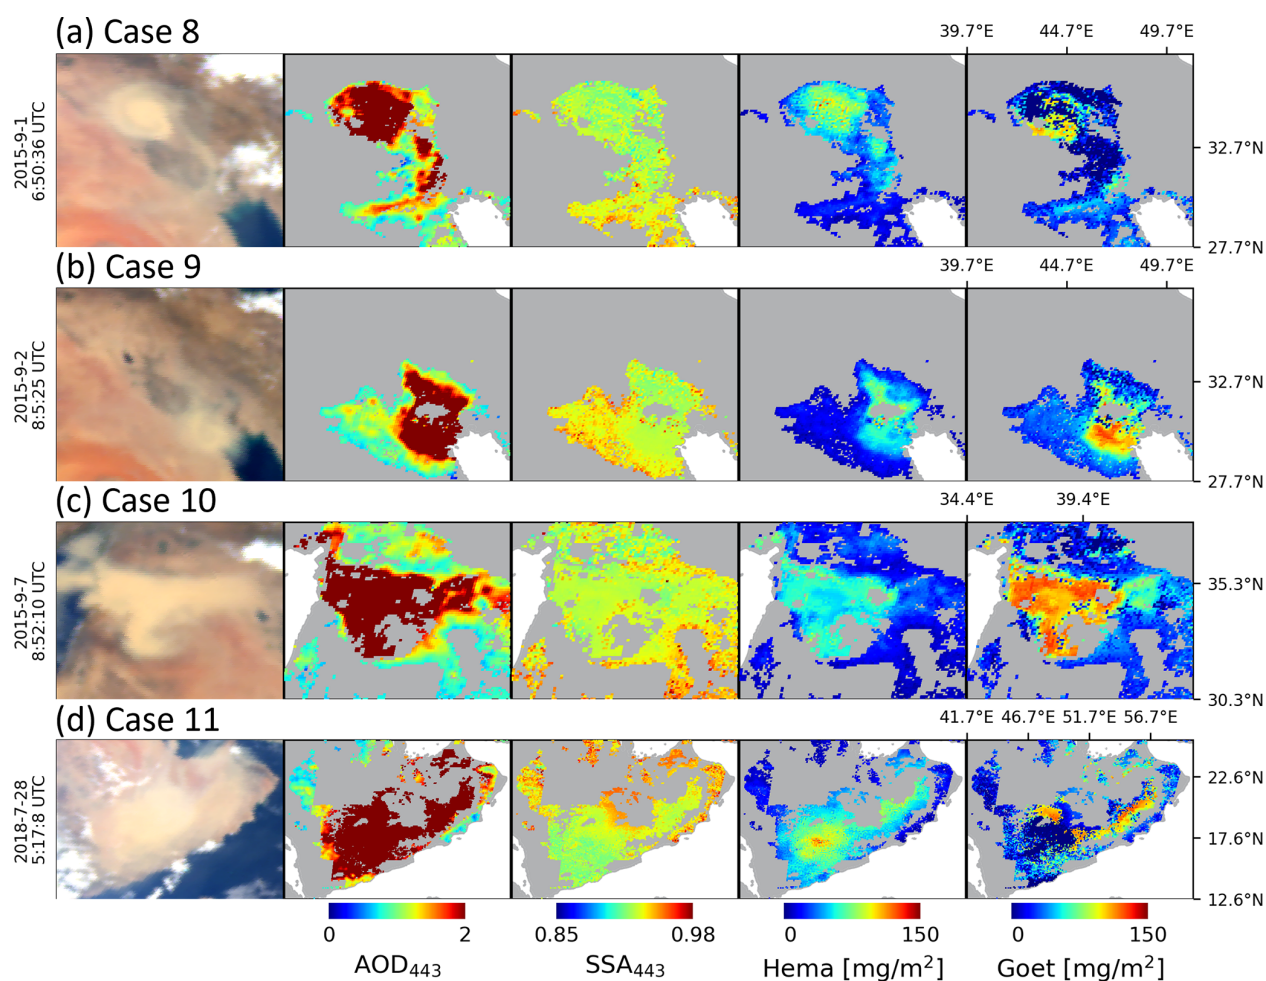 (a) Case 8
39.7°E 44.7°E 49.7°E
2015-9-1
6:50:36 UTC
32.7°N
27.7°N
(b) Case 9
39.7°E 44.7°E 49.7°E
2015-9-2
8:5:25 UTC
32.7°N
27.7°N
(c) Case 10
34.4°E 39.4°E
2015-9-7
8:52:10 UTC
35.3°N
30.3°N
(d) Case 11
41.7°E 46.7°E 51.7°E 56.7°E
2018-7-28
5:17:8 UTC
22.6°N
17.6°N
12.6°N
0 2 0.85 0.98 0 150 0 150
AOD₄₄₃ SSA₄₄₃ Hema [mg/m²] Goet [mg/m²]